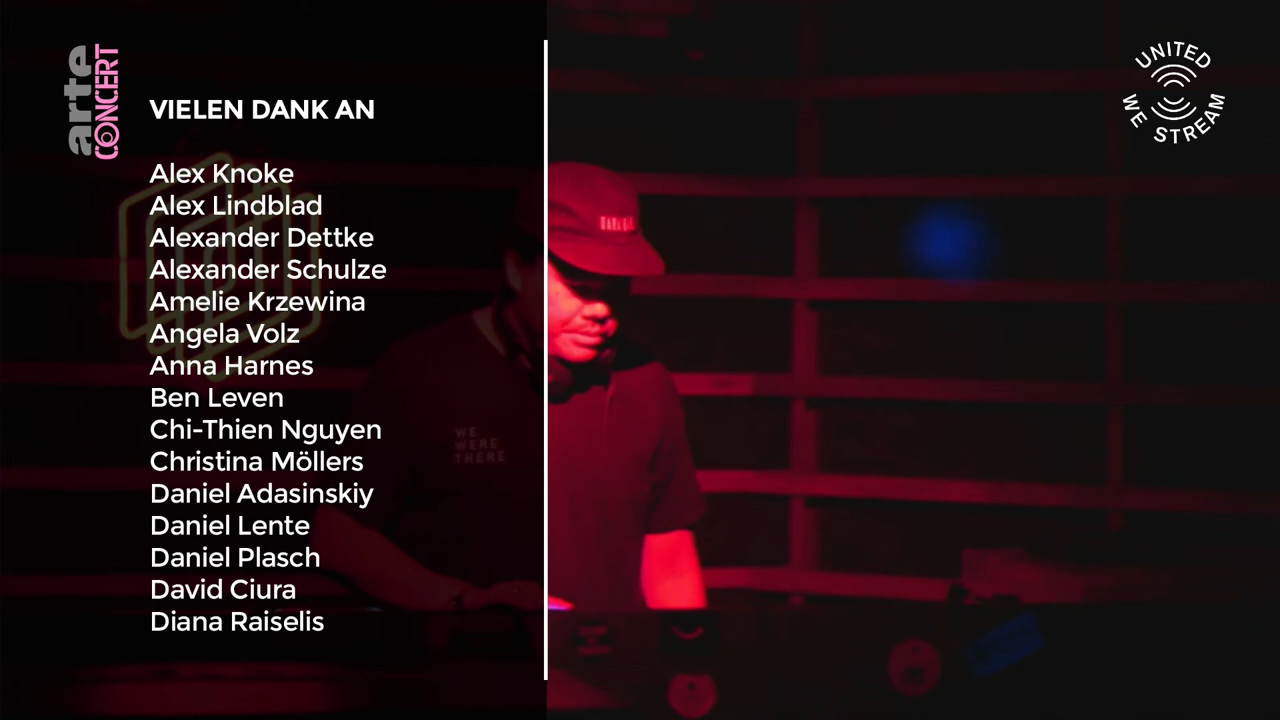 arte
CONCERT
UNITED
WE STREAM
VIELEN DANK AN
Alex Knoke
Alex Lindblad
Alexander Dettke
Alexander Schulze
Amelie Krzewina
Angela Volz
Anna Harnes
Ben Leven
Chi-Thien Nguyen
Christina Möllers
Daniel Adasinskiy
Daniel Lente
Daniel Plasch
David Ciura
Diana Raiselis
WE
WERE
THERE